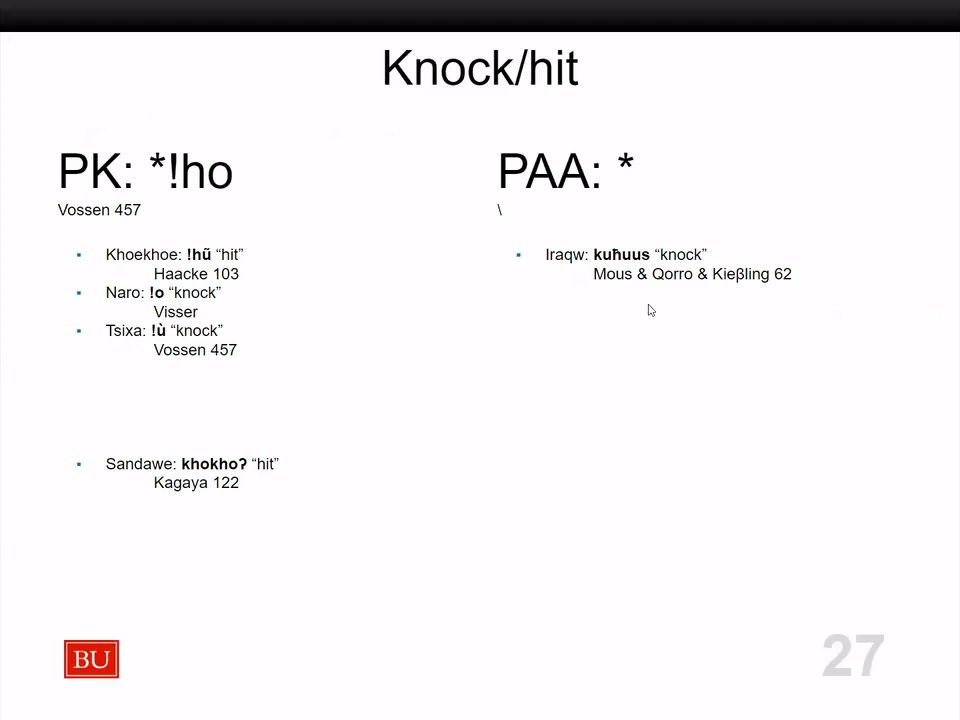 Knock/hit
PK: *!ho
Vossen 457
▪ Khoekhoe: !hũ “hit”
Haacke 103
▪ Naro: !o “knock”
Visser
▪ Tsixa: !ù “knock”
Vossen 457
▪ Sandawe: khokhoʔ “hit”
Kagaya 122
PAA: *
\
▪ Iraqw: kuħuus “knock”
Mous & Qorro & Kieβling 62
BU
27